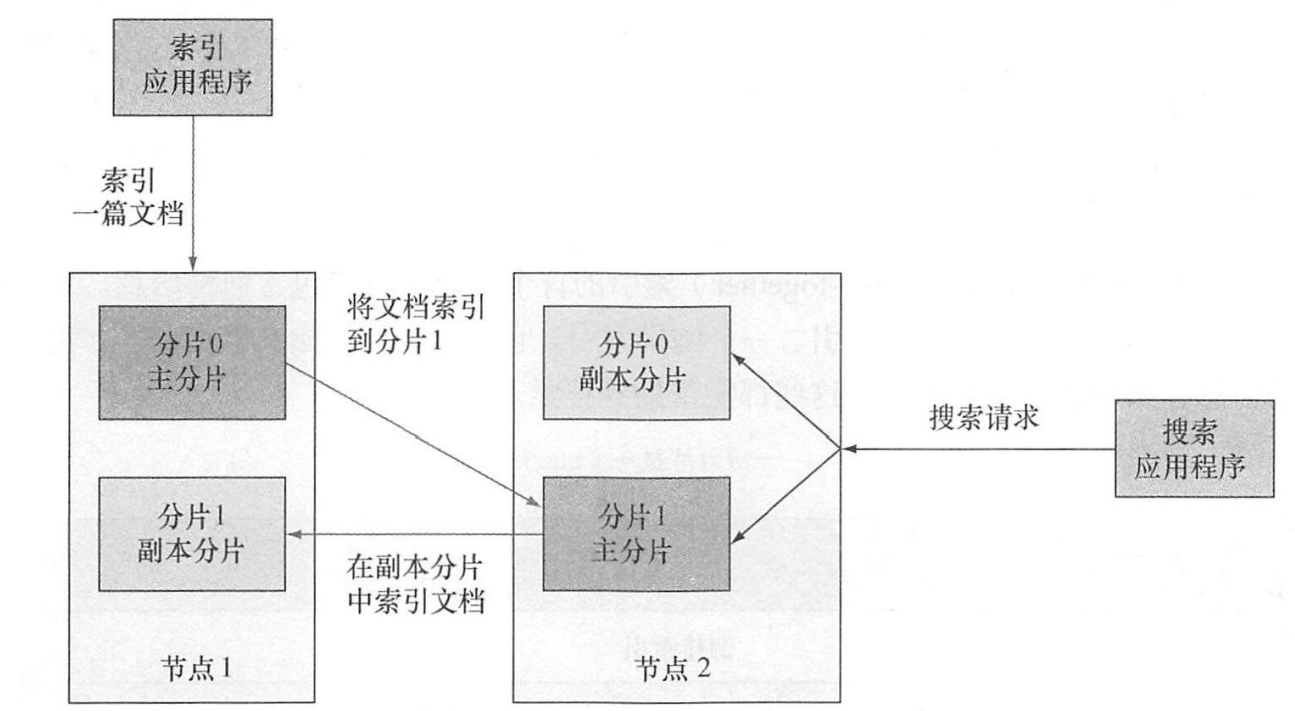 索引
应用程序
索引
一篇文档
将文档索引
到分片1
分片0
主分片
分片0
副本分片
搜索请求
搜索
应用程序
分片1
副本分片
分片1
主分片
在副本分片
中索引文档
节点1
节点2